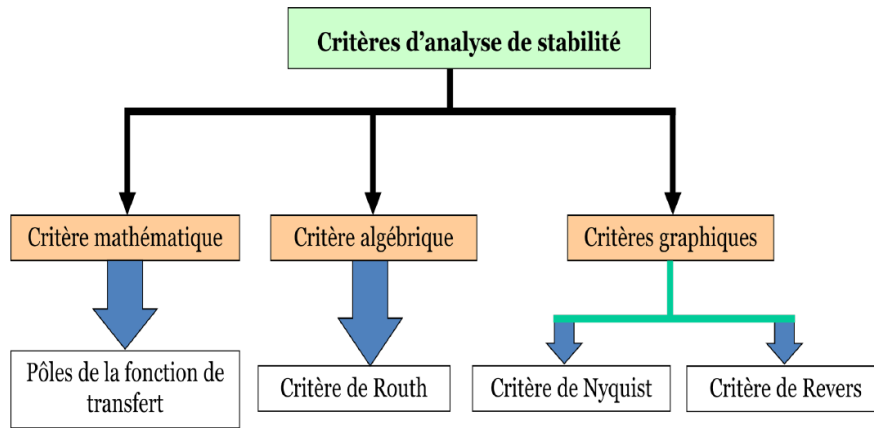 Critères d'analyse de stabilité
Critère mathématique
Critère algébrique
Critères graphiques
Pôles de la fonction de
transfert
Critère de Routh
Critère de Nyquist
Critère de Revers